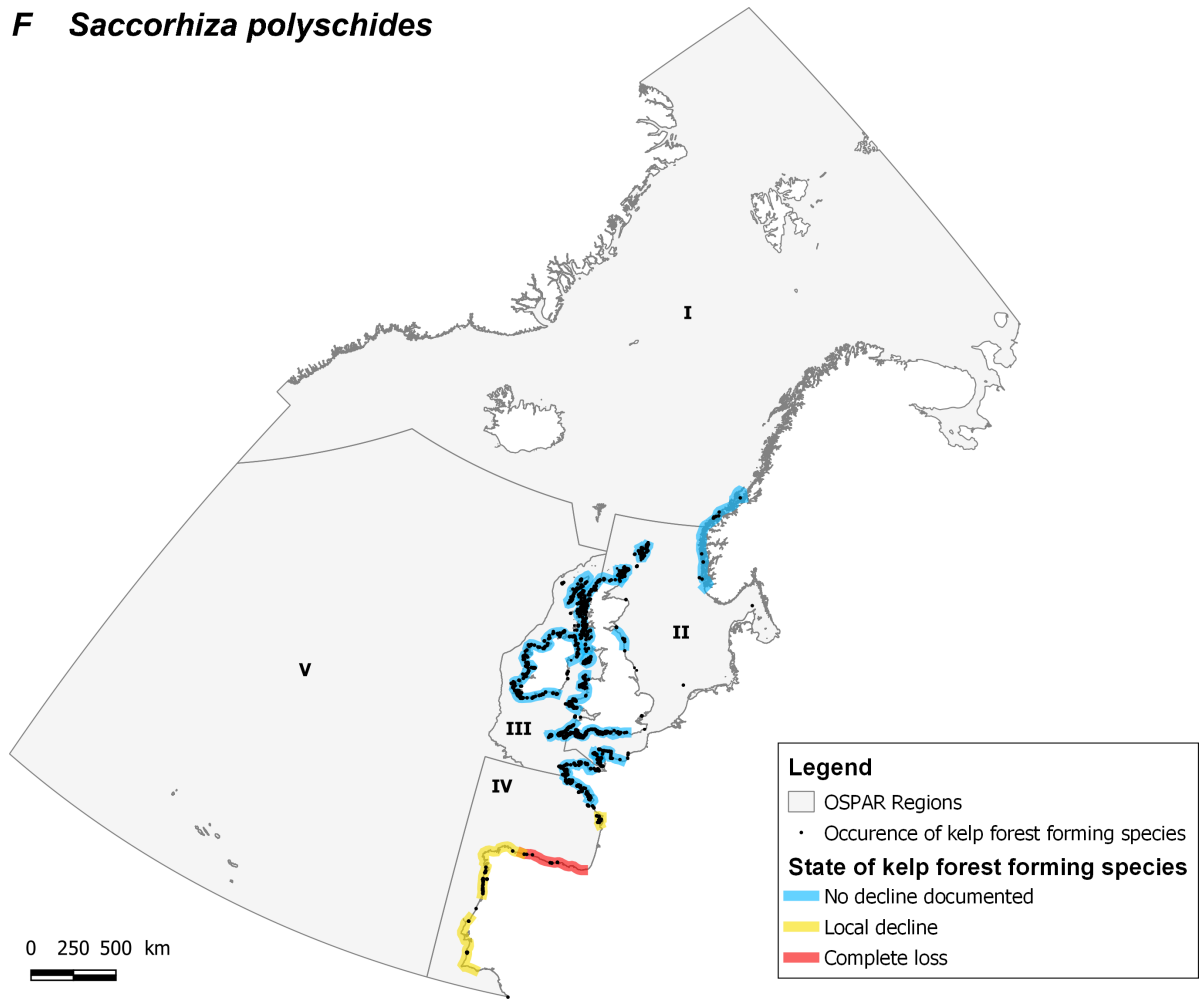 F Saccorhiza polyschides
I
II
V
III
IV
Legend
OSPAR Regions
Occurence of kelp forest forming species
State of kelp forest forming species
No decline documented
Local decline
Complete loss
0 250 500 km